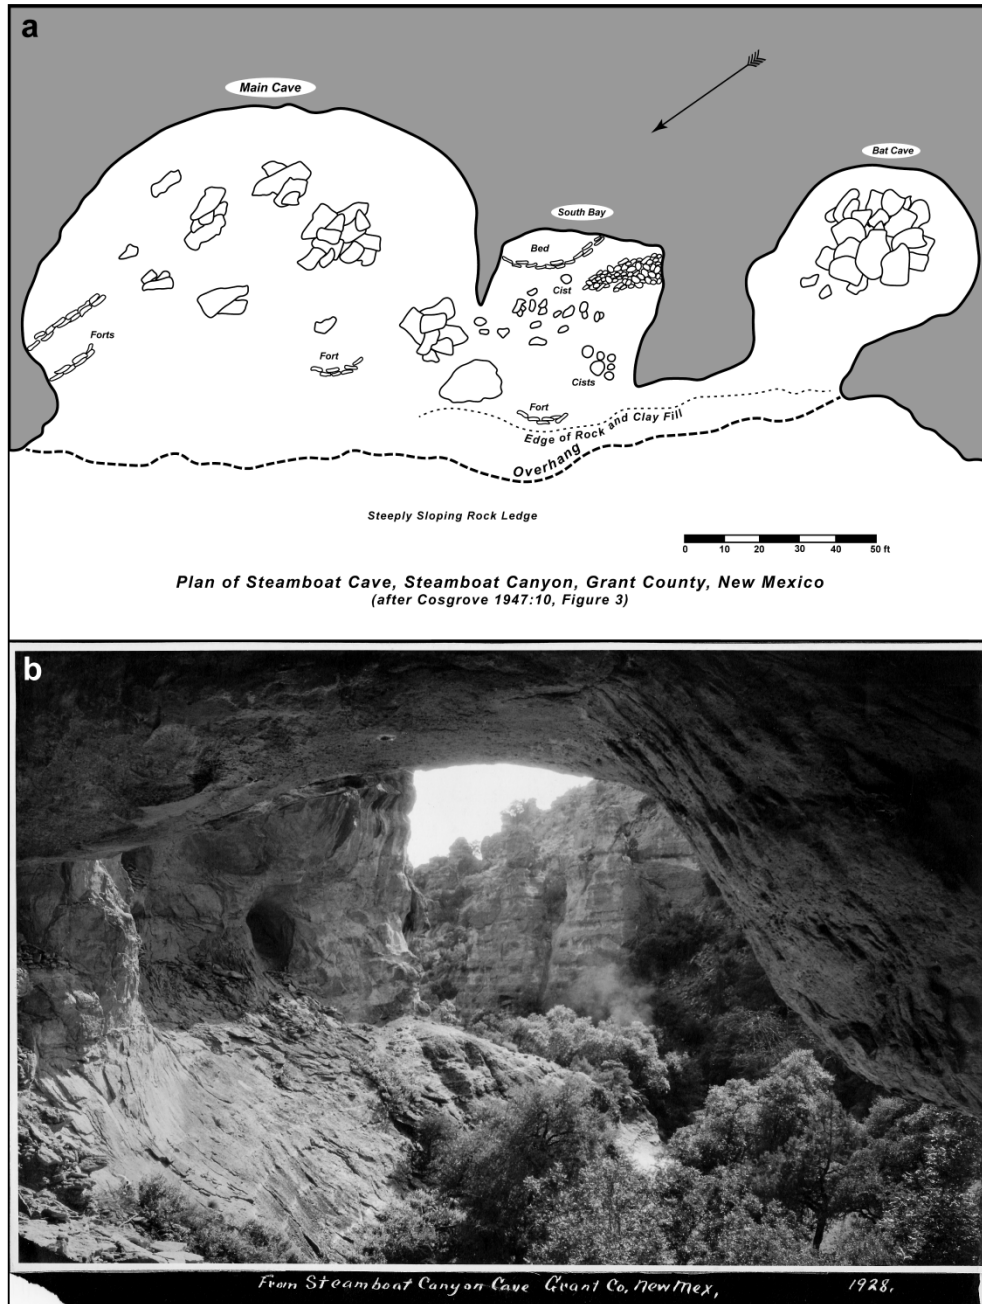 a
Main Cave
Bat Cave
South Bay
Bed
Cist
Forts
Fort
Cists
Fort
Edge of Rock and Clay Fill
Overhang
Steeply Sloping Rock Ledge
0 10 20 30 40 50 ft
Plan of Steamboat Cave, Steamboat Canyon, Grant County, New Mexico
(after Cosgrove 1947:10, Figure 3)
b
From Steamboat Canyon Cave Grant Co, New Mex, 1928.